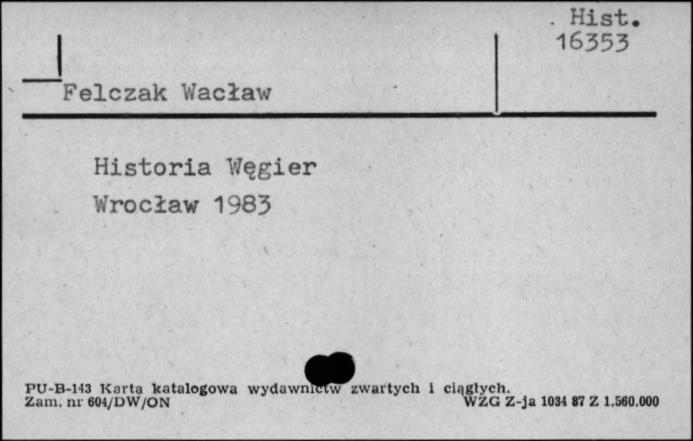 Hist.
16353
Felczak Wacław
Historia Węgier
Wrocław 1983
PU-B-143 Karta katalogowa wydawnictw zwartych i ciągłych.
Zam. nr 604/DW/ON WZG Z-ja 1034 87 Z 1.560.000